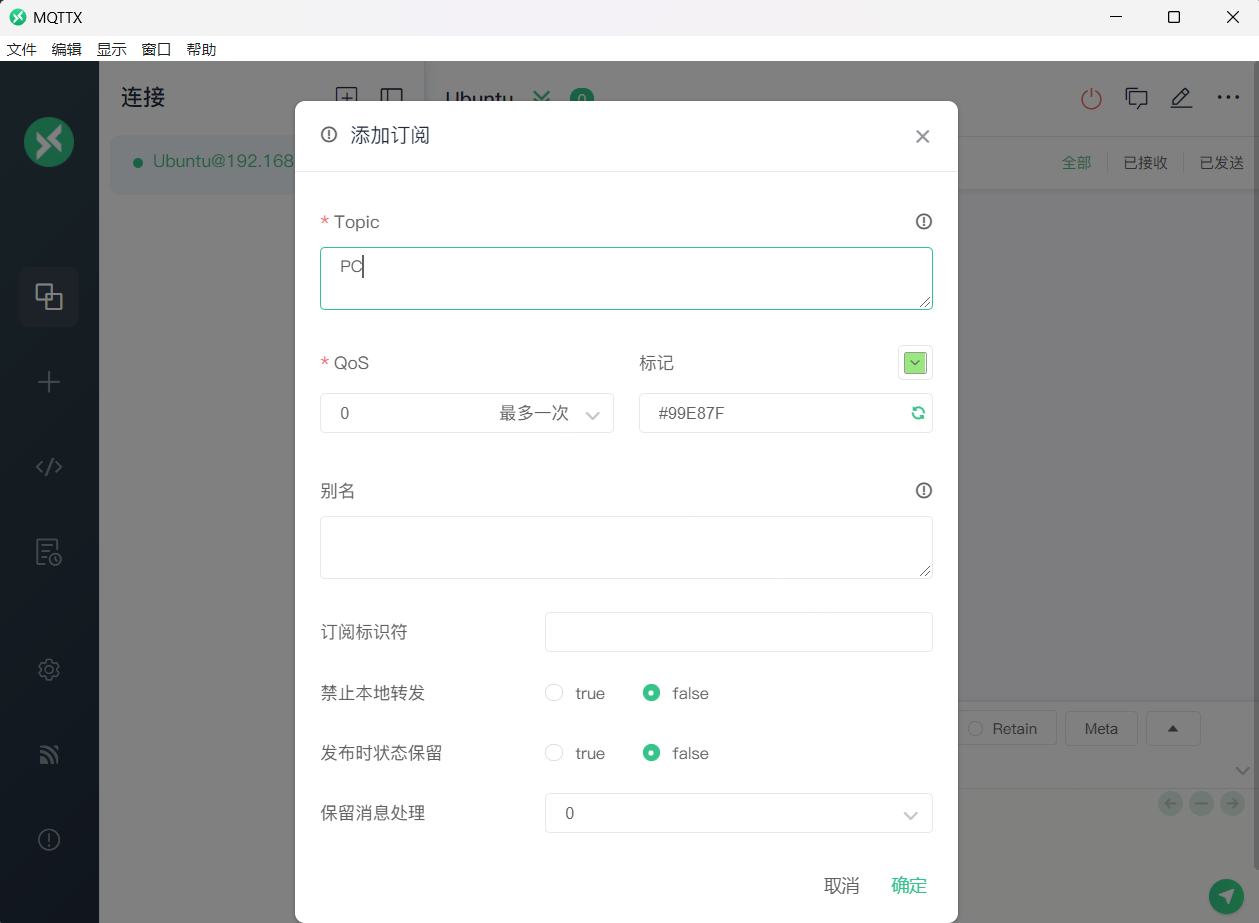 MQTTX
文件 编辑 显示 窗口 帮助
连接
Ubuntu 0
Ubuntu@192.168
全部 已接收 已发送
添加订阅
* Topic
PC
* QoS
标记
0 最多一次
#99E87F
别名
订阅标识符
禁止本地转发 true false
发布时状态保留 true false
保留消息处理 0
Retain Meta
取消 确定